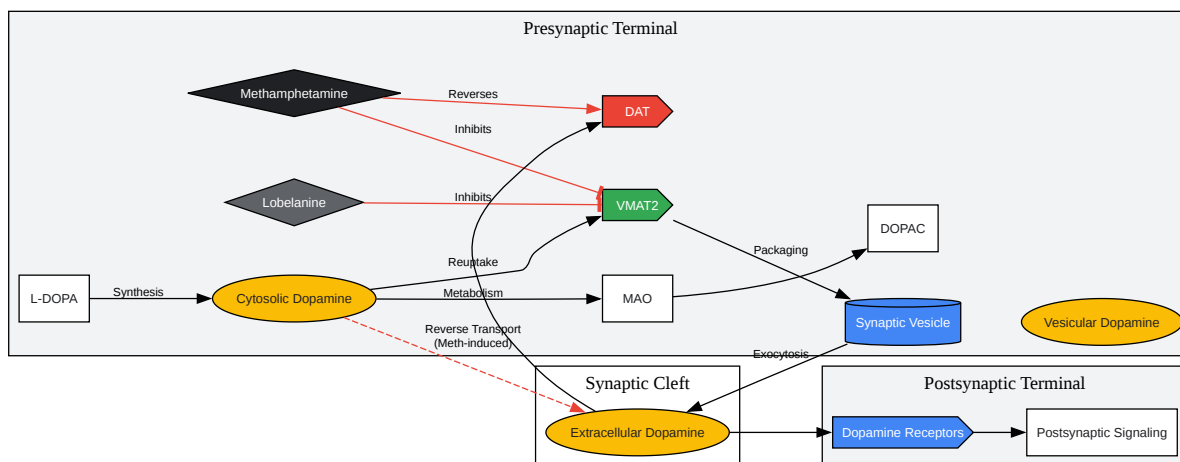 Presynaptic Terminal
Methamphetamine
Reverses
DAT
Inhibits
Lobelanine
Inhibits
VMAT2
DOPAC
Packaging
Reuptake
L-DOPA
Synthesis
Cytosolic Dopamine
Metabolism
MAO
Synaptic Vesicle
Vesicular Dopamine
Reverse Transport
(Meth-induced)
Exocytosis
Synaptic Cleft
Postsynaptic Terminal
Extracellular Dopamine
Dopamine Receptors
Postsynaptic Signaling